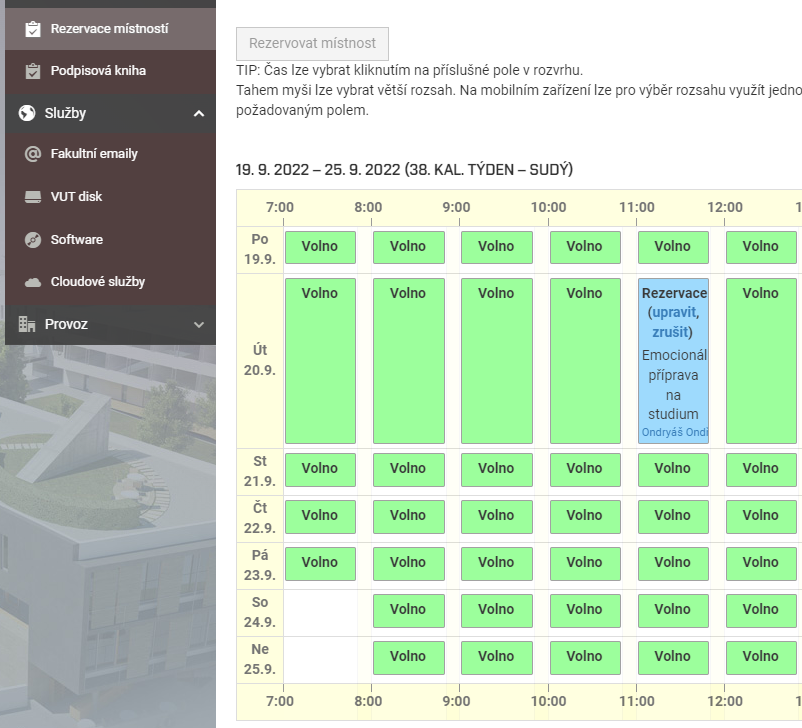 Rezervace místností
Podpisová kniha
Služby
Fakultní emaily
VUT disk
Software
Cloudové služby
Provoz
Rezervovat místnost
TIP: Čas lze vybrat kliknutím na příslušné pole v rozvrhu.
Tahem myši lze vybrat větší rozsah. Na mobilním zařízení lze pro výběr rozsahu využít jedno
požadovaným polem.
19. 9. 2022 – 25. 9. 2022 (38. KAL. TÝDEN – SUDÝ)
7:00 8:00 9:00 10:00 11:00 12:00 1
Po
19.9.
Volno Volno Volno Volno Volno Volno
Út
20.9.
Volno Volno Volno Volno
Rezervace
(upravit,
zrušit)
Emocionál
příprava
na
studium
Ondryáš Ondi
Volno
St
21.9.
Volno Volno Volno Volno Volno Volno
Čt
22.9.
Volno Volno Volno Volno Volno Volno
Pá
23.9.
Volno Volno Volno Volno Volno Volno
So
24.9.
Volno Volno Volno Volno Volno
Ne
25.9.
Volno Volno Volno Volno Volno
7:00 8:00 9:00 10:00 11:00 12:00 1